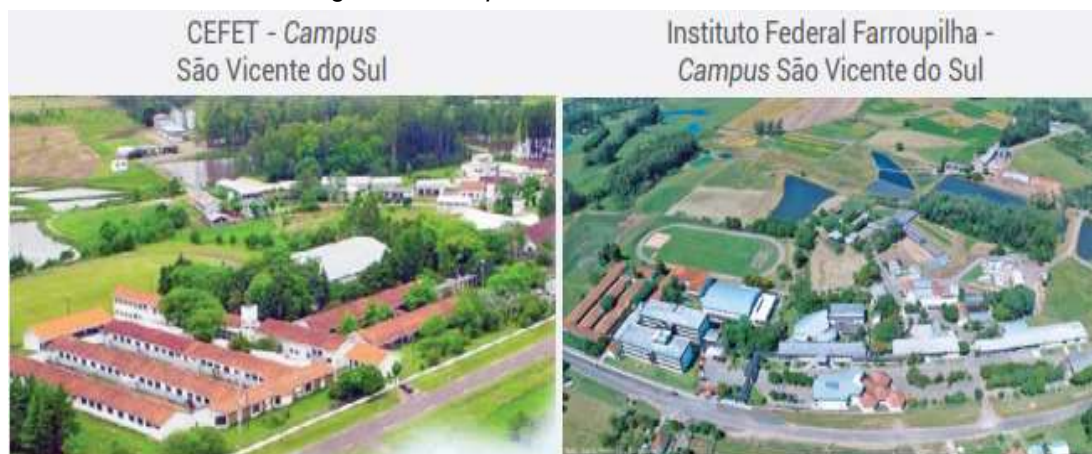 CEFET - Campus
São Vicente do Sul
Instituto Federal Farroupilha -
Campus São Vicente do Sul